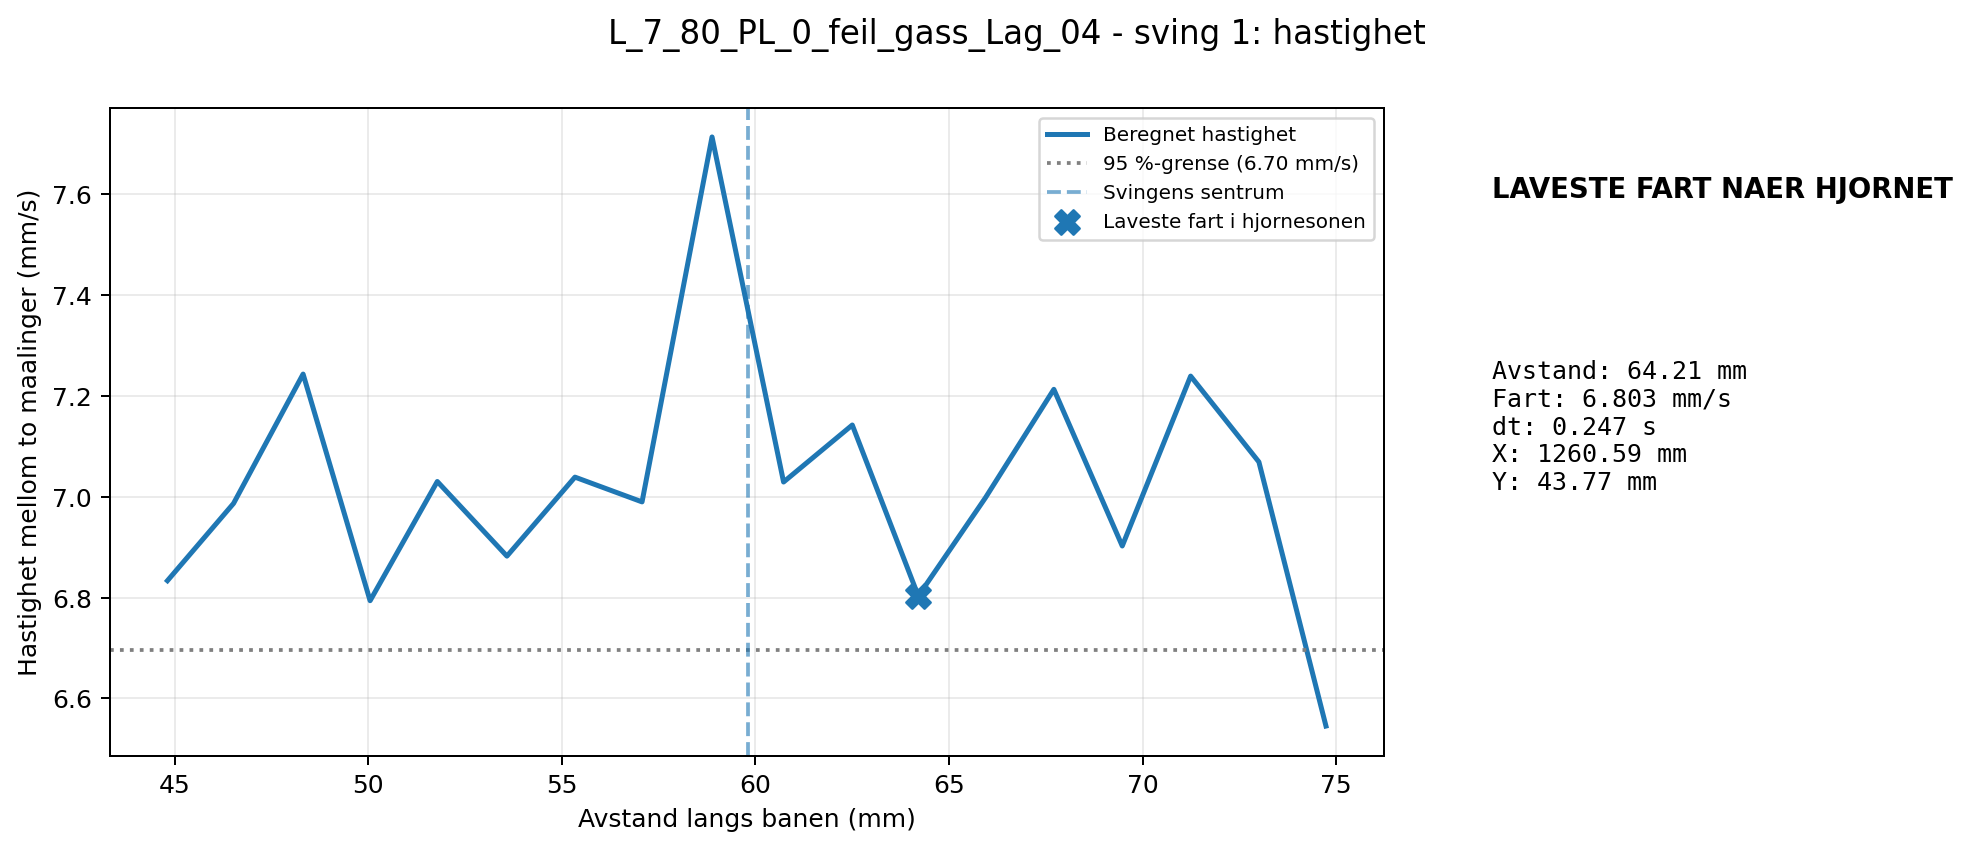 L_7_80_PL_0_feil_gass_Lag_04 - sving 1: hastighet
Hastighet mellom to maalinger (mm/s)
7.6
7.4
7.2
7.0
6.8
6.6
Beregnet hastighet
95 %-grense (6.70 mm/s)
Svingens sentrum
Laveste fart i hjornesonen
45
50
55
60
65
70
75
Avstand langs banen (mm)
LAVESTE FART NAER HJORNET
Avstand: 64.21 mm
Fart: 6.803 mm/s
dt: 0.247 s
X: 1260.59 mm
Y: 43.77 mm